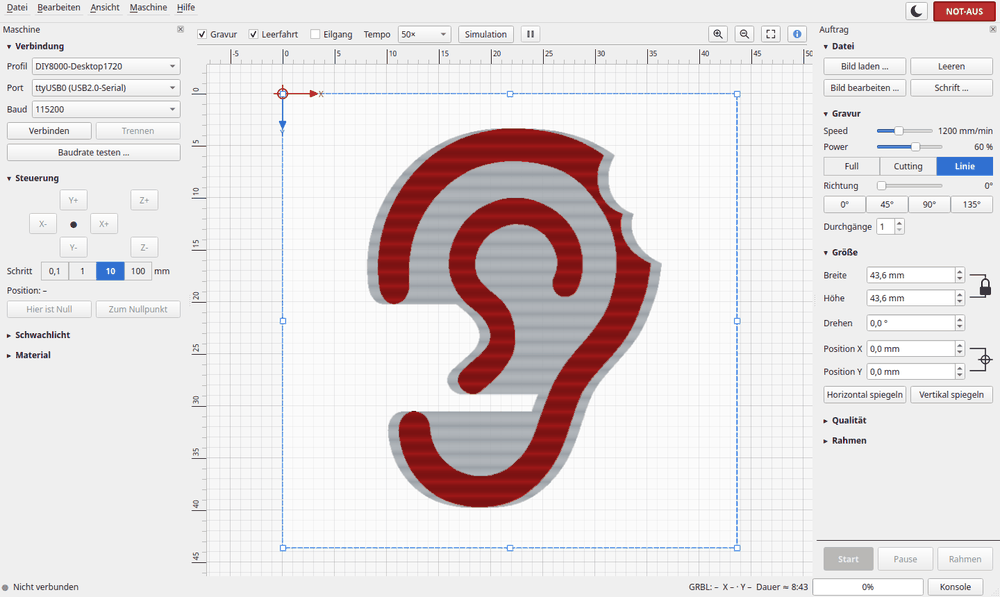 Datei Bearbeiten Ansicht Maschine Hilfe
NOT-AUS
Maschine
Verbindung
Profil DIY8000-Desktop1720
Port ttyUSB0 (USB2.0-Serial)
Baud 115200
Verbinden Trennen
Baudrate testen ...
Steuerung
Y+ Z+
X- X+
Y- Z-
Schritt 0,1 1 10 100 mm
Position: –
Hier ist Null Zum Nullpunkt
Schwachlicht
Material
Gravur Leerfahrt Eilgang Tempo 50× Simulation
-5 0 5 10 15 20 25 30 35 40 45 50
0
15
10
15
20
25
30
35
40
45
X
Y
Auftrag
Datei
Bild laden ... Leeren
Bild bearbeiten ... Schrift ...
Gravur
Speed 1200 mm/min
Power 60 %
Full Cutting Linie
Richtung 0°
0° 45° 90° 135°
Durchgänge 1
Größe
Breite 43,6 mm
Höhe 43,6 mm
Drehen 0,0 °
Position X 0,0 mm
Position Y 0,0 mm
Horizontal spiegeln Vertikal spiegeln
Qualität
Rahmen
Start Pause Rahmen
Nicht verbunden
GRBL: – X – · Y – Dauer ≈ 8:43
0%
Konsole